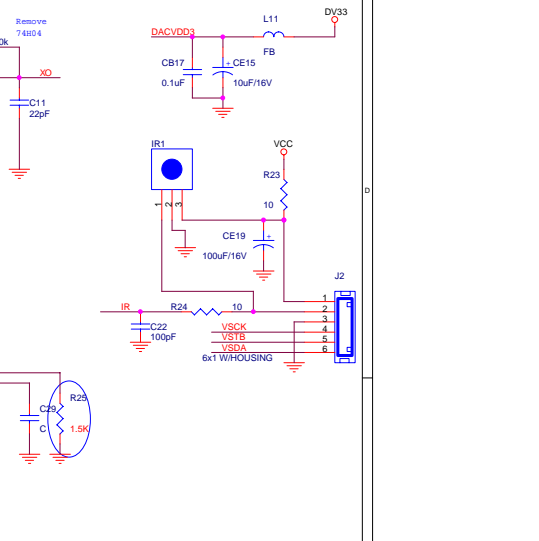 Remove
74H04
0k
XO
C11
22pF
DACVDD3
L11
DV33
FB
CB17
0.1uF
+
CE15
10uF/16V
IR1
VCC
R23
10
1
2
3
CE19
+
100uF/16V
D
J2
1
2
3
4
5
6
IR
R24
10
C22
100pF
VSCK
VSTB
VSDA
6x1 W/HOUSING
R25
C29
C
1.5K